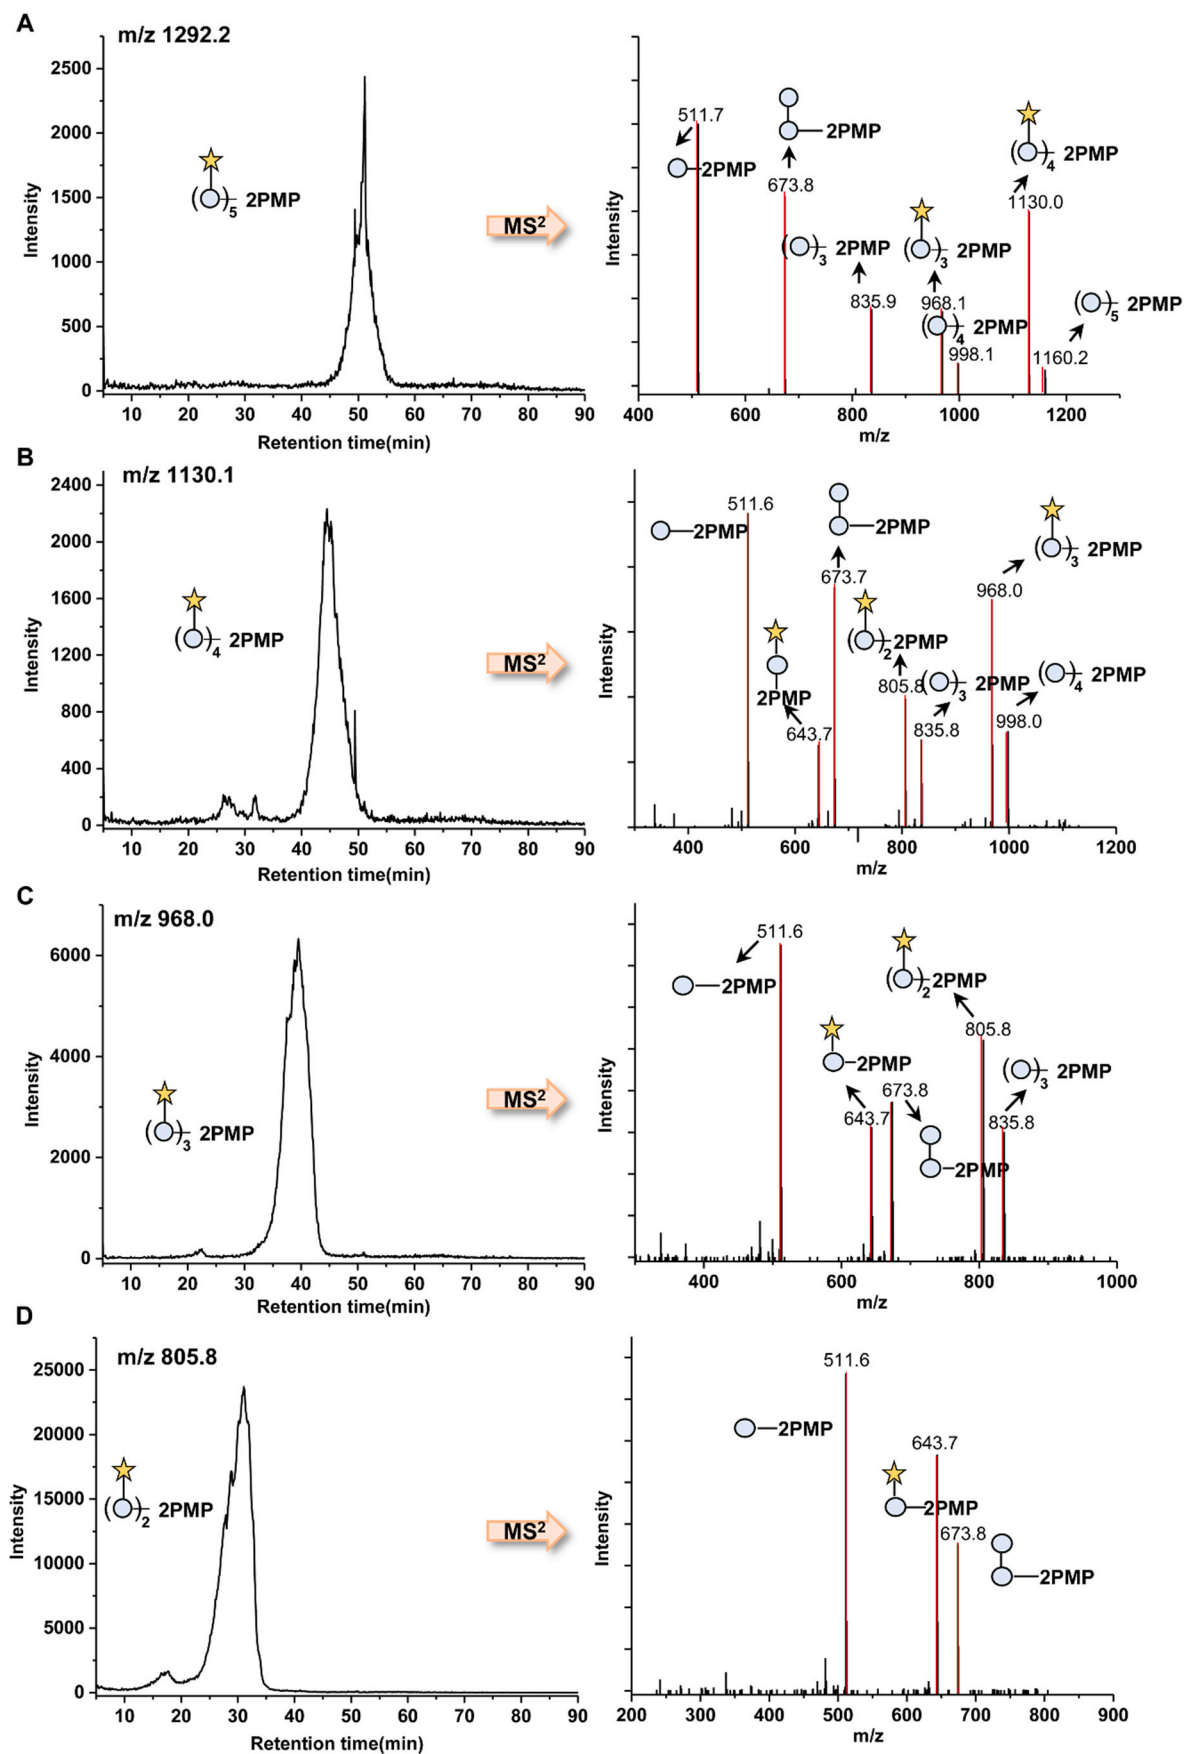 A
m/z 1292.2
Intensity
2500
2000
1500
1000
500
0
10 20 30 40 50 60 70 80 90
Retention time(min)
( )5 2PMP
MS2
Intensity
511.7
2PMP
2PMP
673.8
( )3 2PMP
835.9
( )3 2PMP
968.1
( )4 2PMP
998.1
( )4 2PMP
1130.0
( )5 2PMP
1160.2
400 600 800 1000 1200
m/z
B
m/z 1130.1
Intensity
2400
2000
1600
1200
800
400
0
10 20 30 40 50 60 70 80 90
Retention time(min)
( )4 2PMP
MS2
Intensity
511.6
2PMP
2PMP
673.7
( )3 2PMP
968.0
( )2 2PMP
805.8
2PMP
643.7
( )3 2PMP
835.8
( )4 2PMP
998.0
400 600 800 1000 1200
m/z
C
m/z 968.0
Intensity
6000
4000
2000
0
10 20 30 40 50 60 70 80 90
Retention time(min)
( )3 2PMP
MS2
Intensity
511.6
2PMP
( )2 2PMP
805.8
2PMP
643.7
673.8
2PMP
( )3 2PMP
835.8
400 600 800 1000
m/z
D
m/z 805.8
Intensity
25000
20000
15000
10000
5000
0
10 20 30 40 50 60 70 80 90
Retention time(min)
( )2 2PMP
MS2
Intensity
511.6
2PMP
643.7
2PMP
673.8
2PMP
200 300 400 500 600 700 800 900
m/z